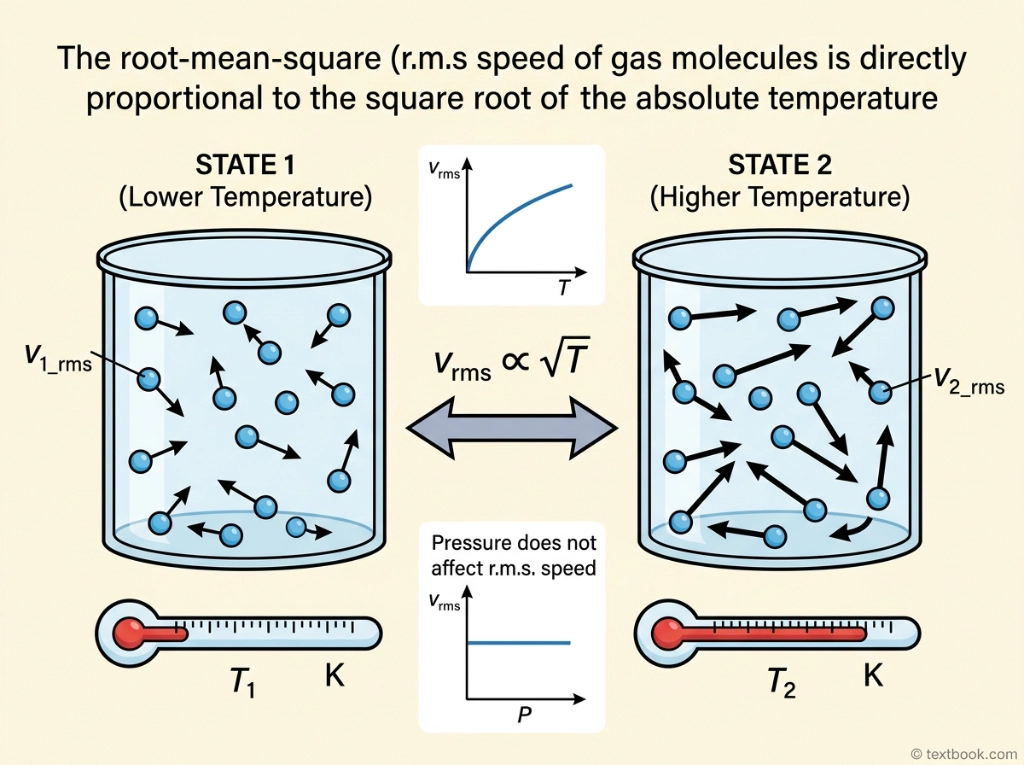 The root-mean-square (r.m.s speed of gas molecules is directly
proportional to the square root of the absolute temperature
STATE 1
(Lower Temperature)
v_rms
T
STATE 2
(Higher Temperature)
V1_rms
v_rms ∝ √T
V2_rms
Pressure does not
affect r.m.s. speed
v_rms
P
T₁ K
T₂ K
© textbook.com